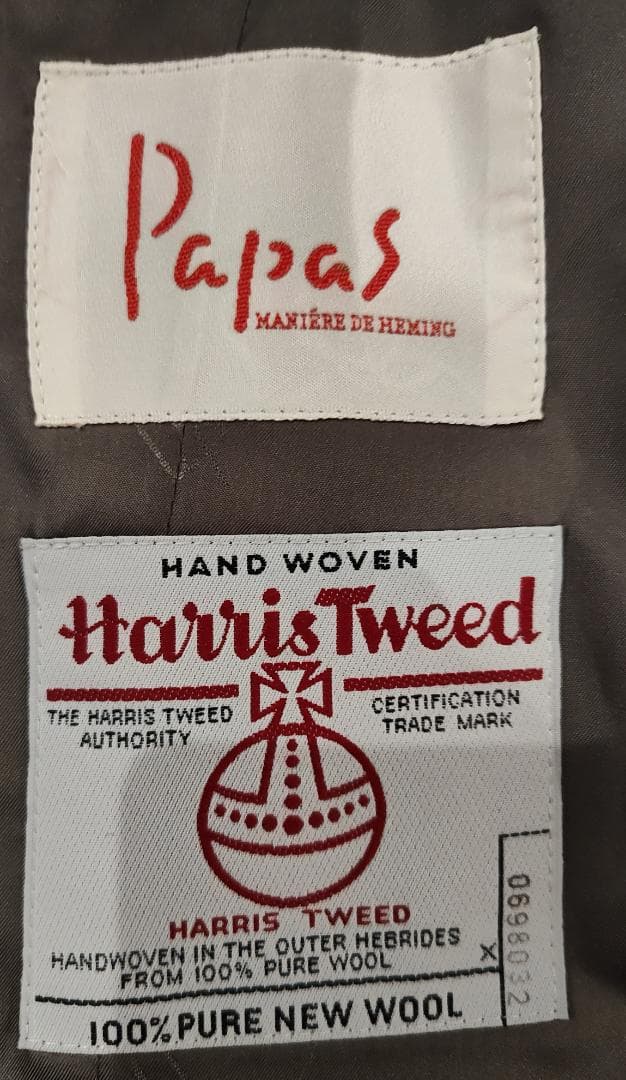 Papas
MANIÉRE DE HEMING
HAND WOVEN
Harris Tweed
THE HARRIS TWEED
AUTHORITY
CERTIFICATION
TRADE MARK
HARRIS TWEED
HANDWOVEN IN THE OUTER HEBRIDES
FROM 100% PURE WOOL
X
0698032
100% PURE NEW WOOL